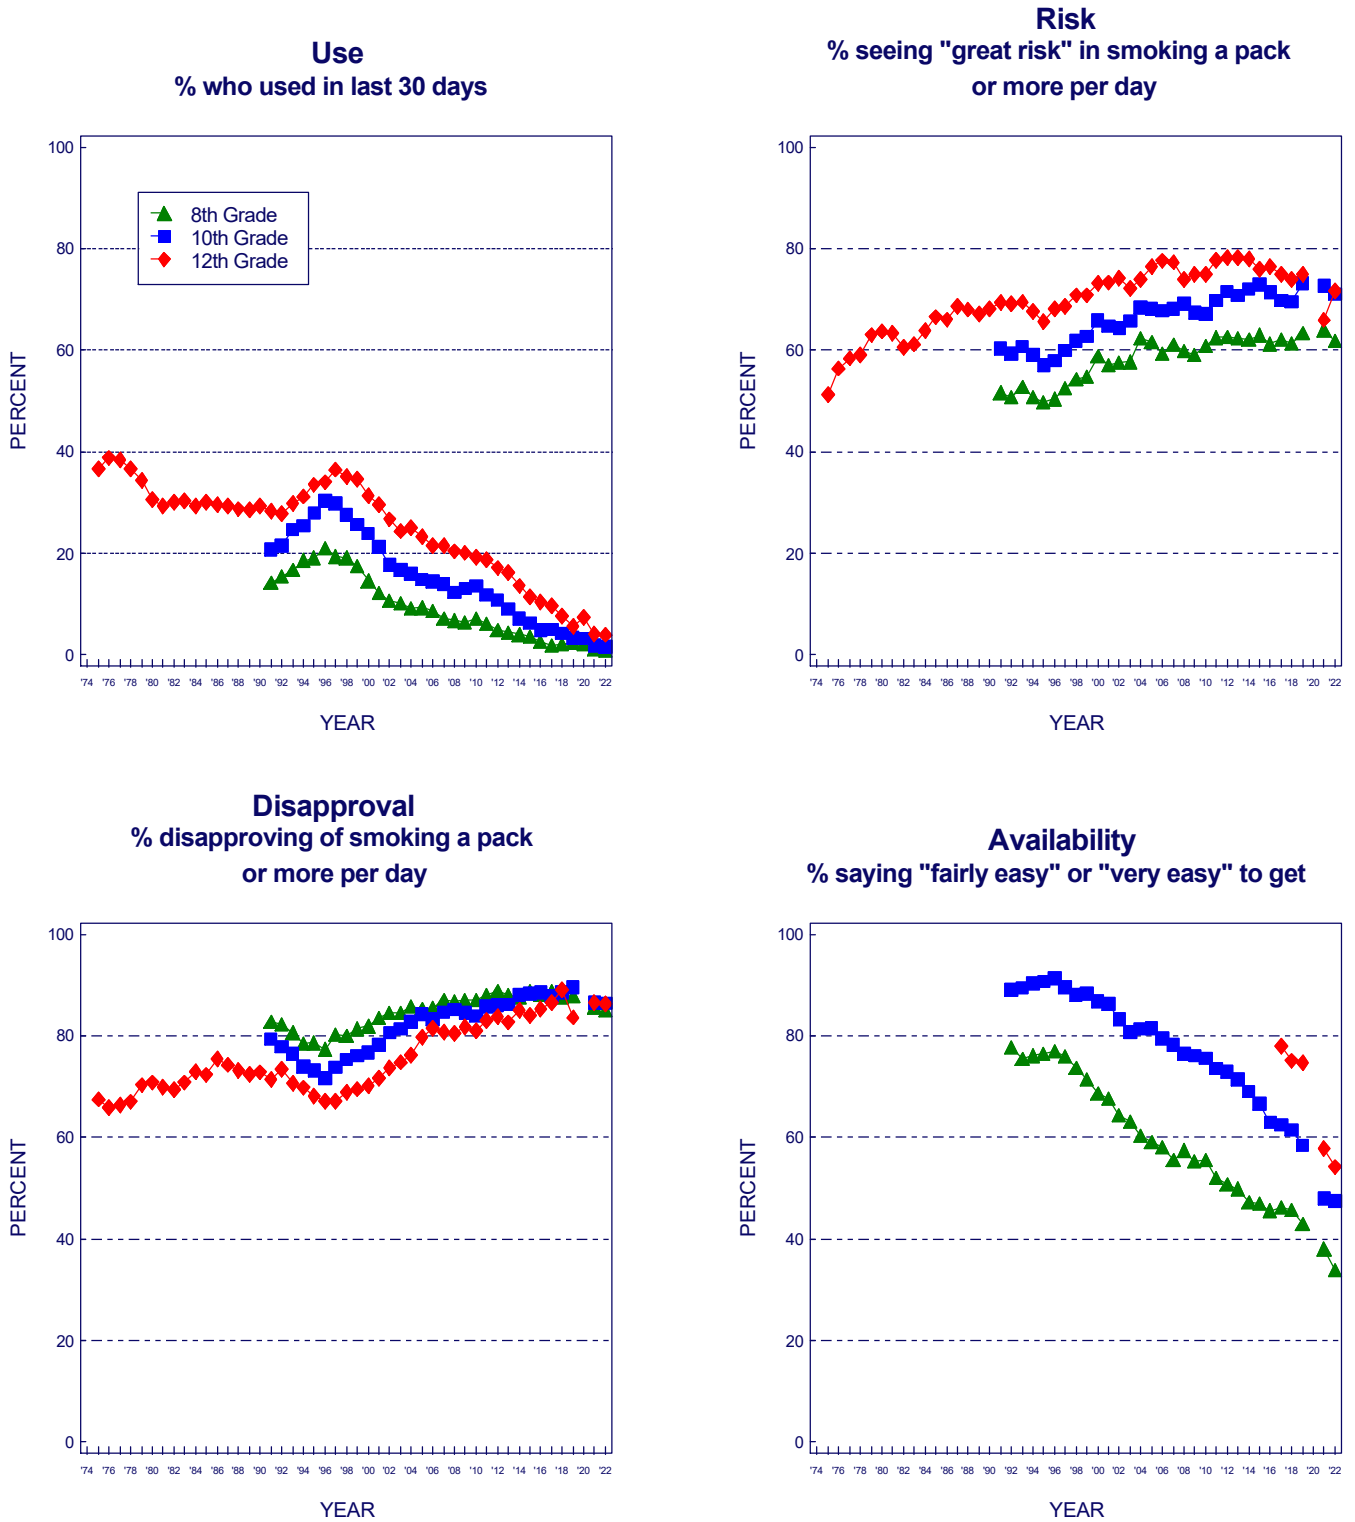 Use
% who used in last 30 days
100
80
60
40
20
0
PERCENT
8th Grade
10th Grade
12th Grade
'74 '76 '78 '80 '82 '84 '86 '88 '90 '92 '94 '96 '98 '00 '02 '04 '06 '08 '10 '12 '14 '16 '18 '20 '22
YEAR
Risk
% seeing "great risk" in smoking a pack
or more per day
100
80
60
40
20
0
PERCENT
'74 '76 '78 '80 '82 '84 '86 '88 '90 '92 '94 '96 '98 '00 '02 '04 '06 '08 '10 '12 '14 '16 '18 '20 '22
YEAR
Disapproval
% disapproving of smoking a pack
or more per day
100
80
60
40
20
0
PERCENT
'74 '76 '78 '80 '82 '84 '86 '88 '90 '92 '94 '96 '98 '00 '02 '04 '06 '08 '10 '12 '14 '16 '18 '20 '22
YEAR
Availability
% saying "fairly easy" or "very easy" to get
100
80
60
40
20
0
PERCENT
'74 '76 '78 '80 '82 '84 '86 '88 '90 '92 '94 '96 '98 '00 '02 '04 '06 '08 '10 '12 '14 '16 '18 '20 '22
YEAR